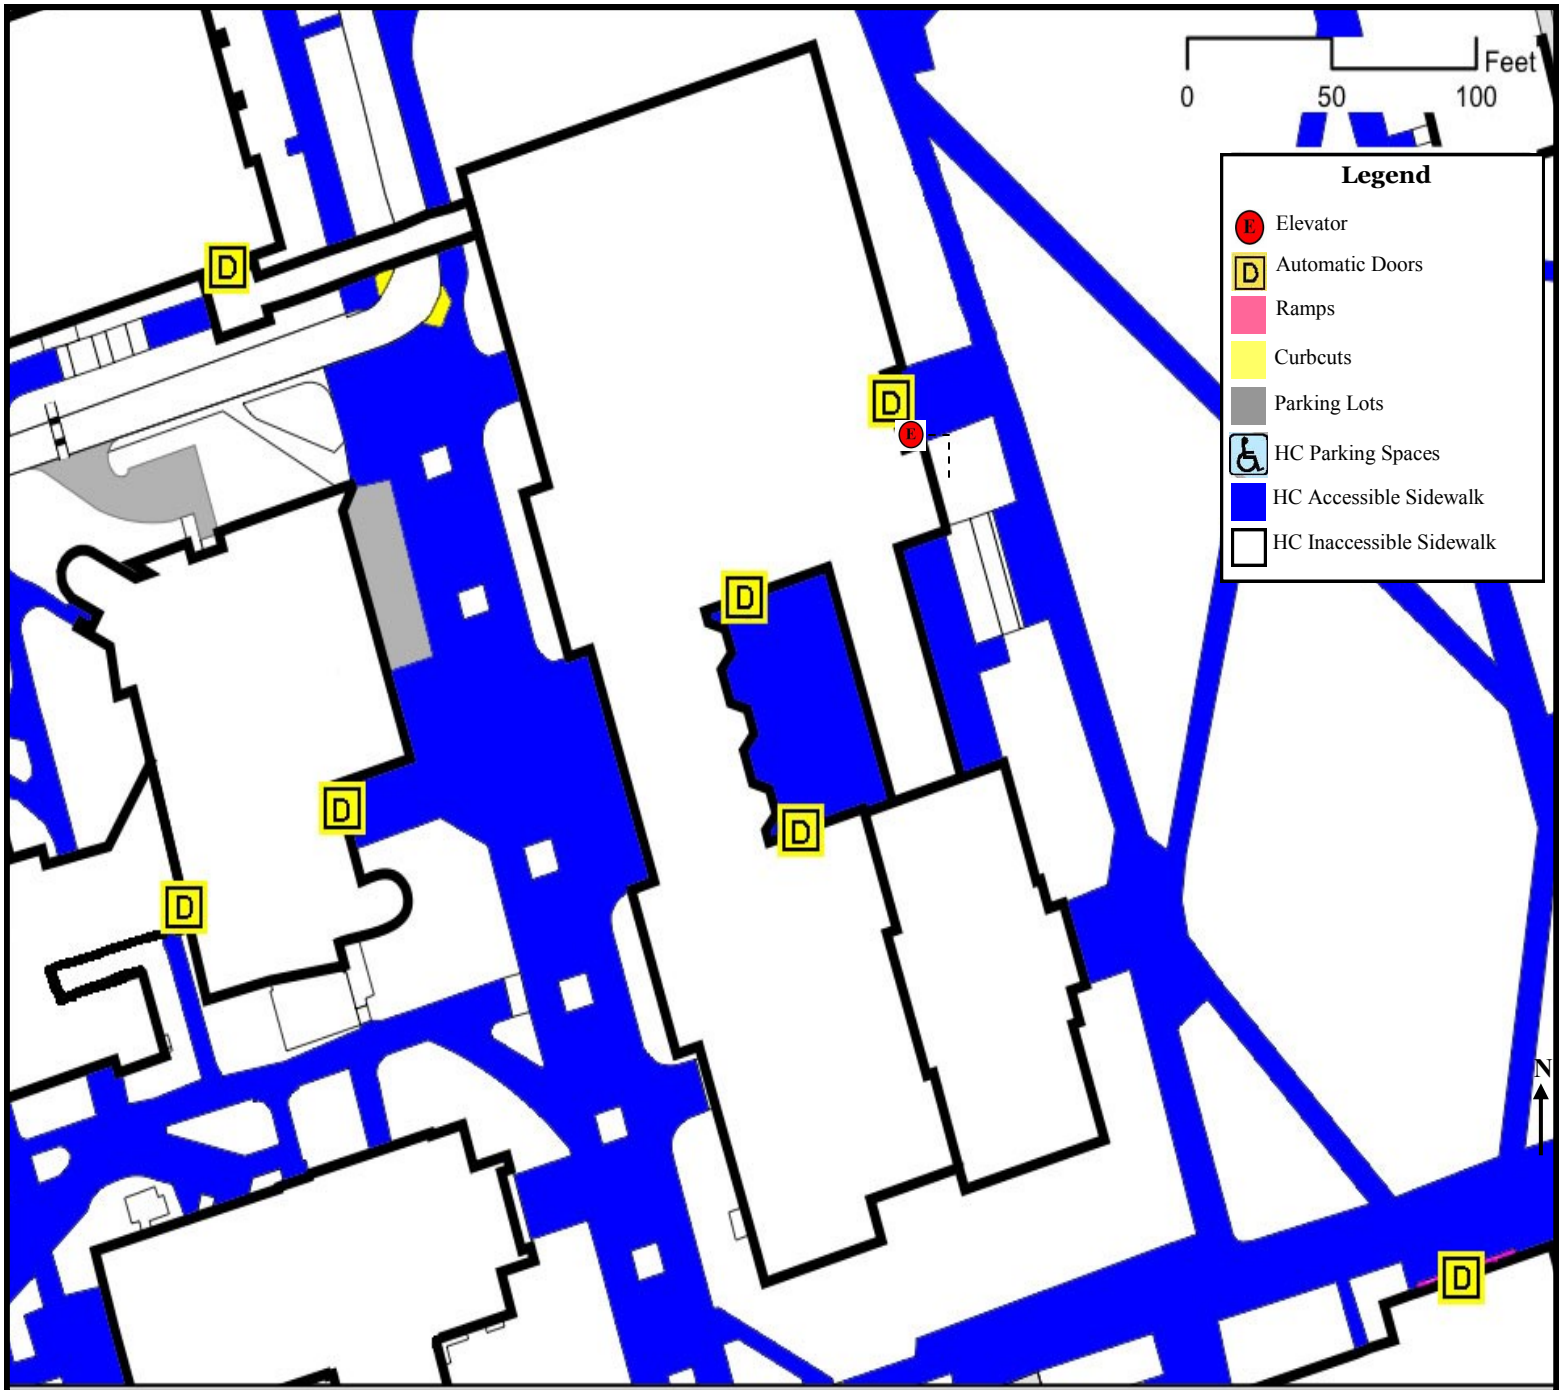 Feet
0 50 100
Legend
E Elevator
D Automatic Doors
Ramps
Curbcuts
Parking Lots
HC Parking Spaces
HC Accessible Sidewalk
HC Inaccessible Sidewalk
D
D
E
D
D
D
D
N
D